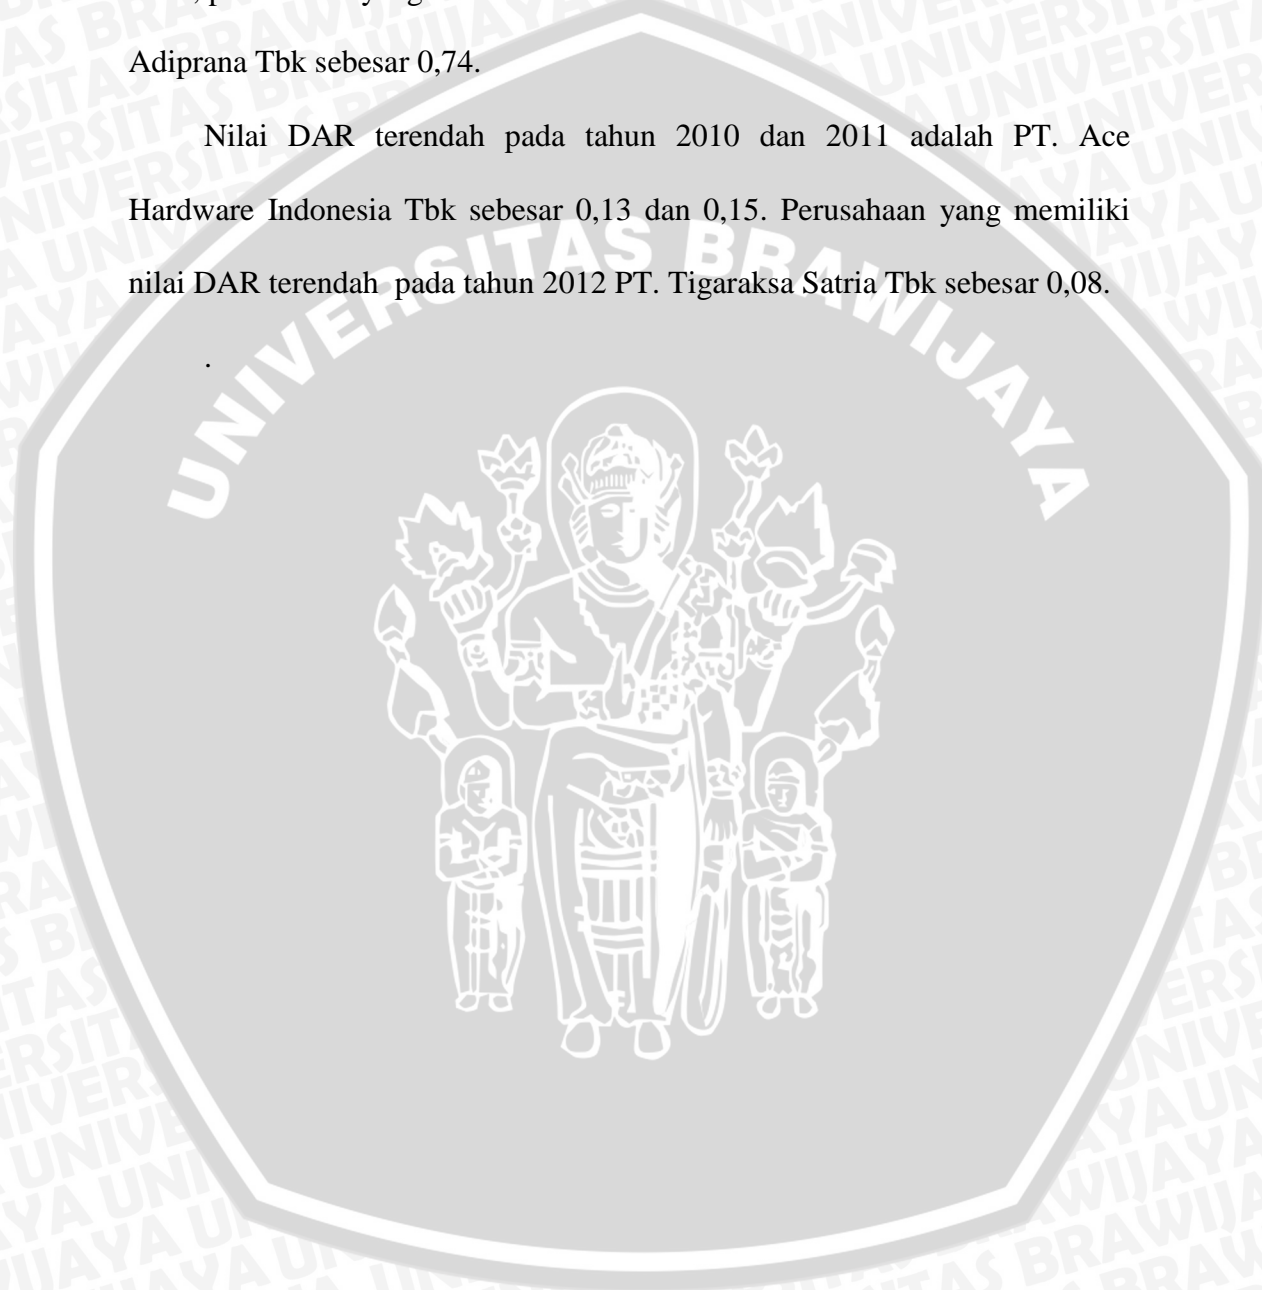 Adiprana Tbk sebesar 0,74.
Nilai DAR terendah pada tahun 2010 dan 2011 adalah PT. Ace
Hardware Indonesia Tbk sebesar 0,13 dan 0,15. Perusahaan yang memiliki
nilai DAR terendah pada tahun 2012 PT. Tigaraksa Satria Tbk sebesar 0,08.
.
UNIVERSITAS BRAWIJAYA